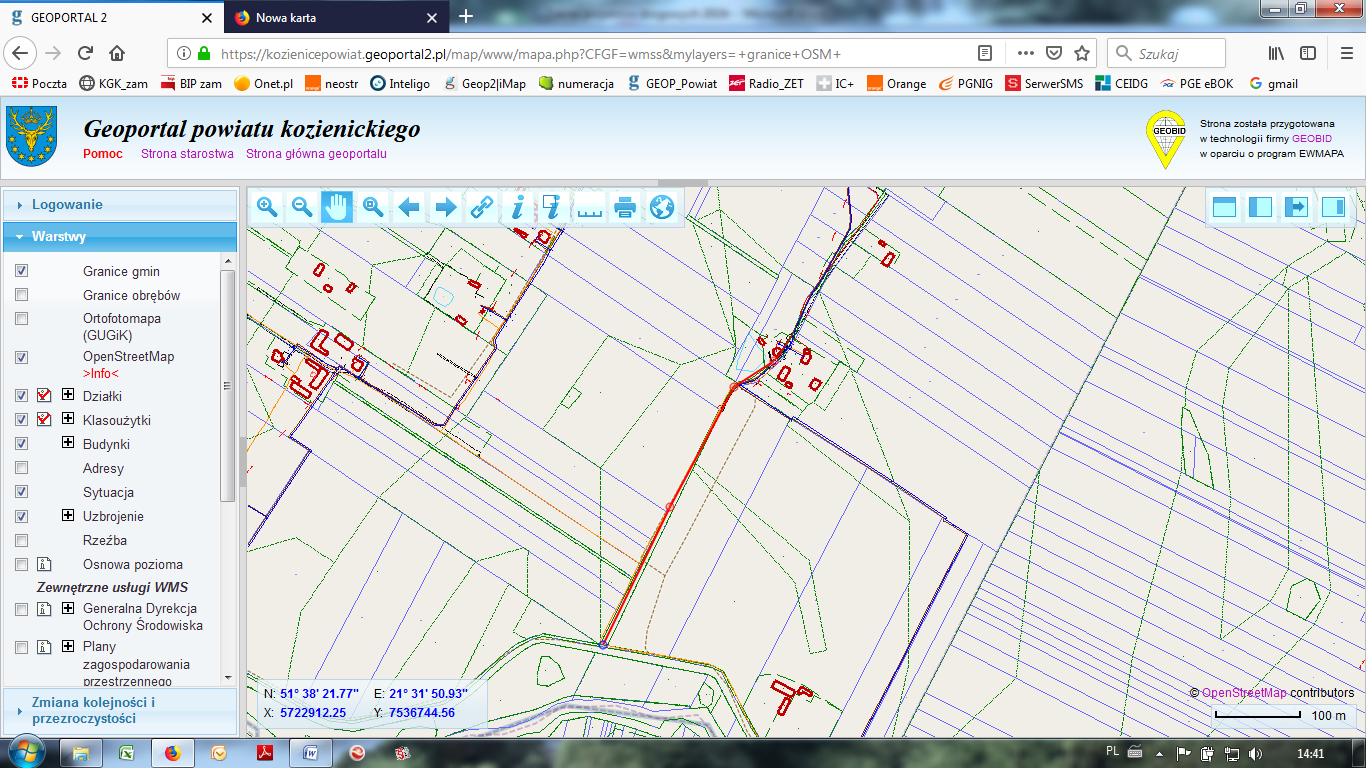 GEOPORTAL 2
Nowa karta
https://kozienicepowiat.geoportal2.pl/map/www/mapa.php?CFGF=wmss&mylayers=+granice+OSM+
Szukaj
Poczta KGK_zam BIP zam Onet.pl neostr Inteligo Geop2|iMap numeracja GEOP_Powiat Radio_ZET IC+ Orange PGNIG SerwerSMS CEIDG PGE eBOK gmail
Geoportal powiatu kozienickiego
Pomoc Strona starostwa Strona główna geoportalu
GEOBID
Strona została przygotowana
w technologii firmy GEOBID
w oparciu o program EWMAPA
Logowanie
Warstwy
Granice gmin
Granice obrębów
Ortofotomapa
(GUGiK)
OpenStreetMap
>Info<
Działki
Klasoużytki
Budynki
Adresy
Sytuacja
Uzbrojenie
Rzeźba
Osnowa pozioma
Zewnętrzne usługi WMS
Generalna Dyrekcja
Ochrony Środowiska
Plany
zagospodarowania
przestrzennego
Zmiana kolejności i
przezroczystości
N: 51° 38' 21.77" E: 21° 31' 50.93"
X: 5722912.25 Y: 7536744.56
© OpenStreetMap contributors
100 m
PL
14:41